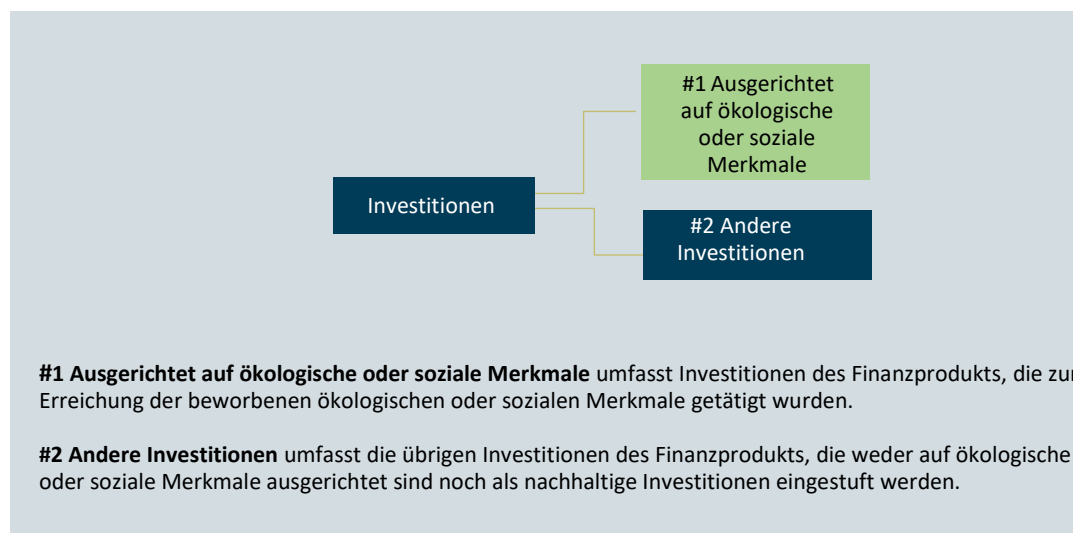 #1 Ausgerichtet
auf ökologische
oder soziale
Merkmale
Investitionen
#2 Andere
Investitionen
#1 Ausgerichtet auf ökologische oder soziale Merkmale umfasst Investitionen des Finanzprodukts, die zur
Erreichung der beworbenen ökologischen oder sozialen Merkmale getätigt wurden.
#2 Andere Investitionen umfasst die übrigen Investitionen des Finanzprodukts, die weder auf ökologische
oder soziale Merkmale ausgerichtet sind noch als nachhaltige Investitionen eingestuft werden.